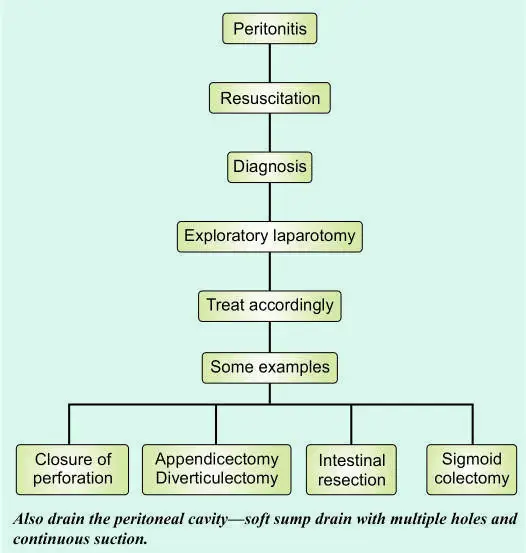 Peritonitis
Resuscitation
Diagnosis
Exploratory laparotomy
Treat accordingly
Some examples
Closure of
perforation
Appendicectomy
Diverticulectomy
Intestinal
resection
Sigmoid
colectomy
Also drain the peritoneal cavity—soft sump drain with multiple holes and
continuous suction.